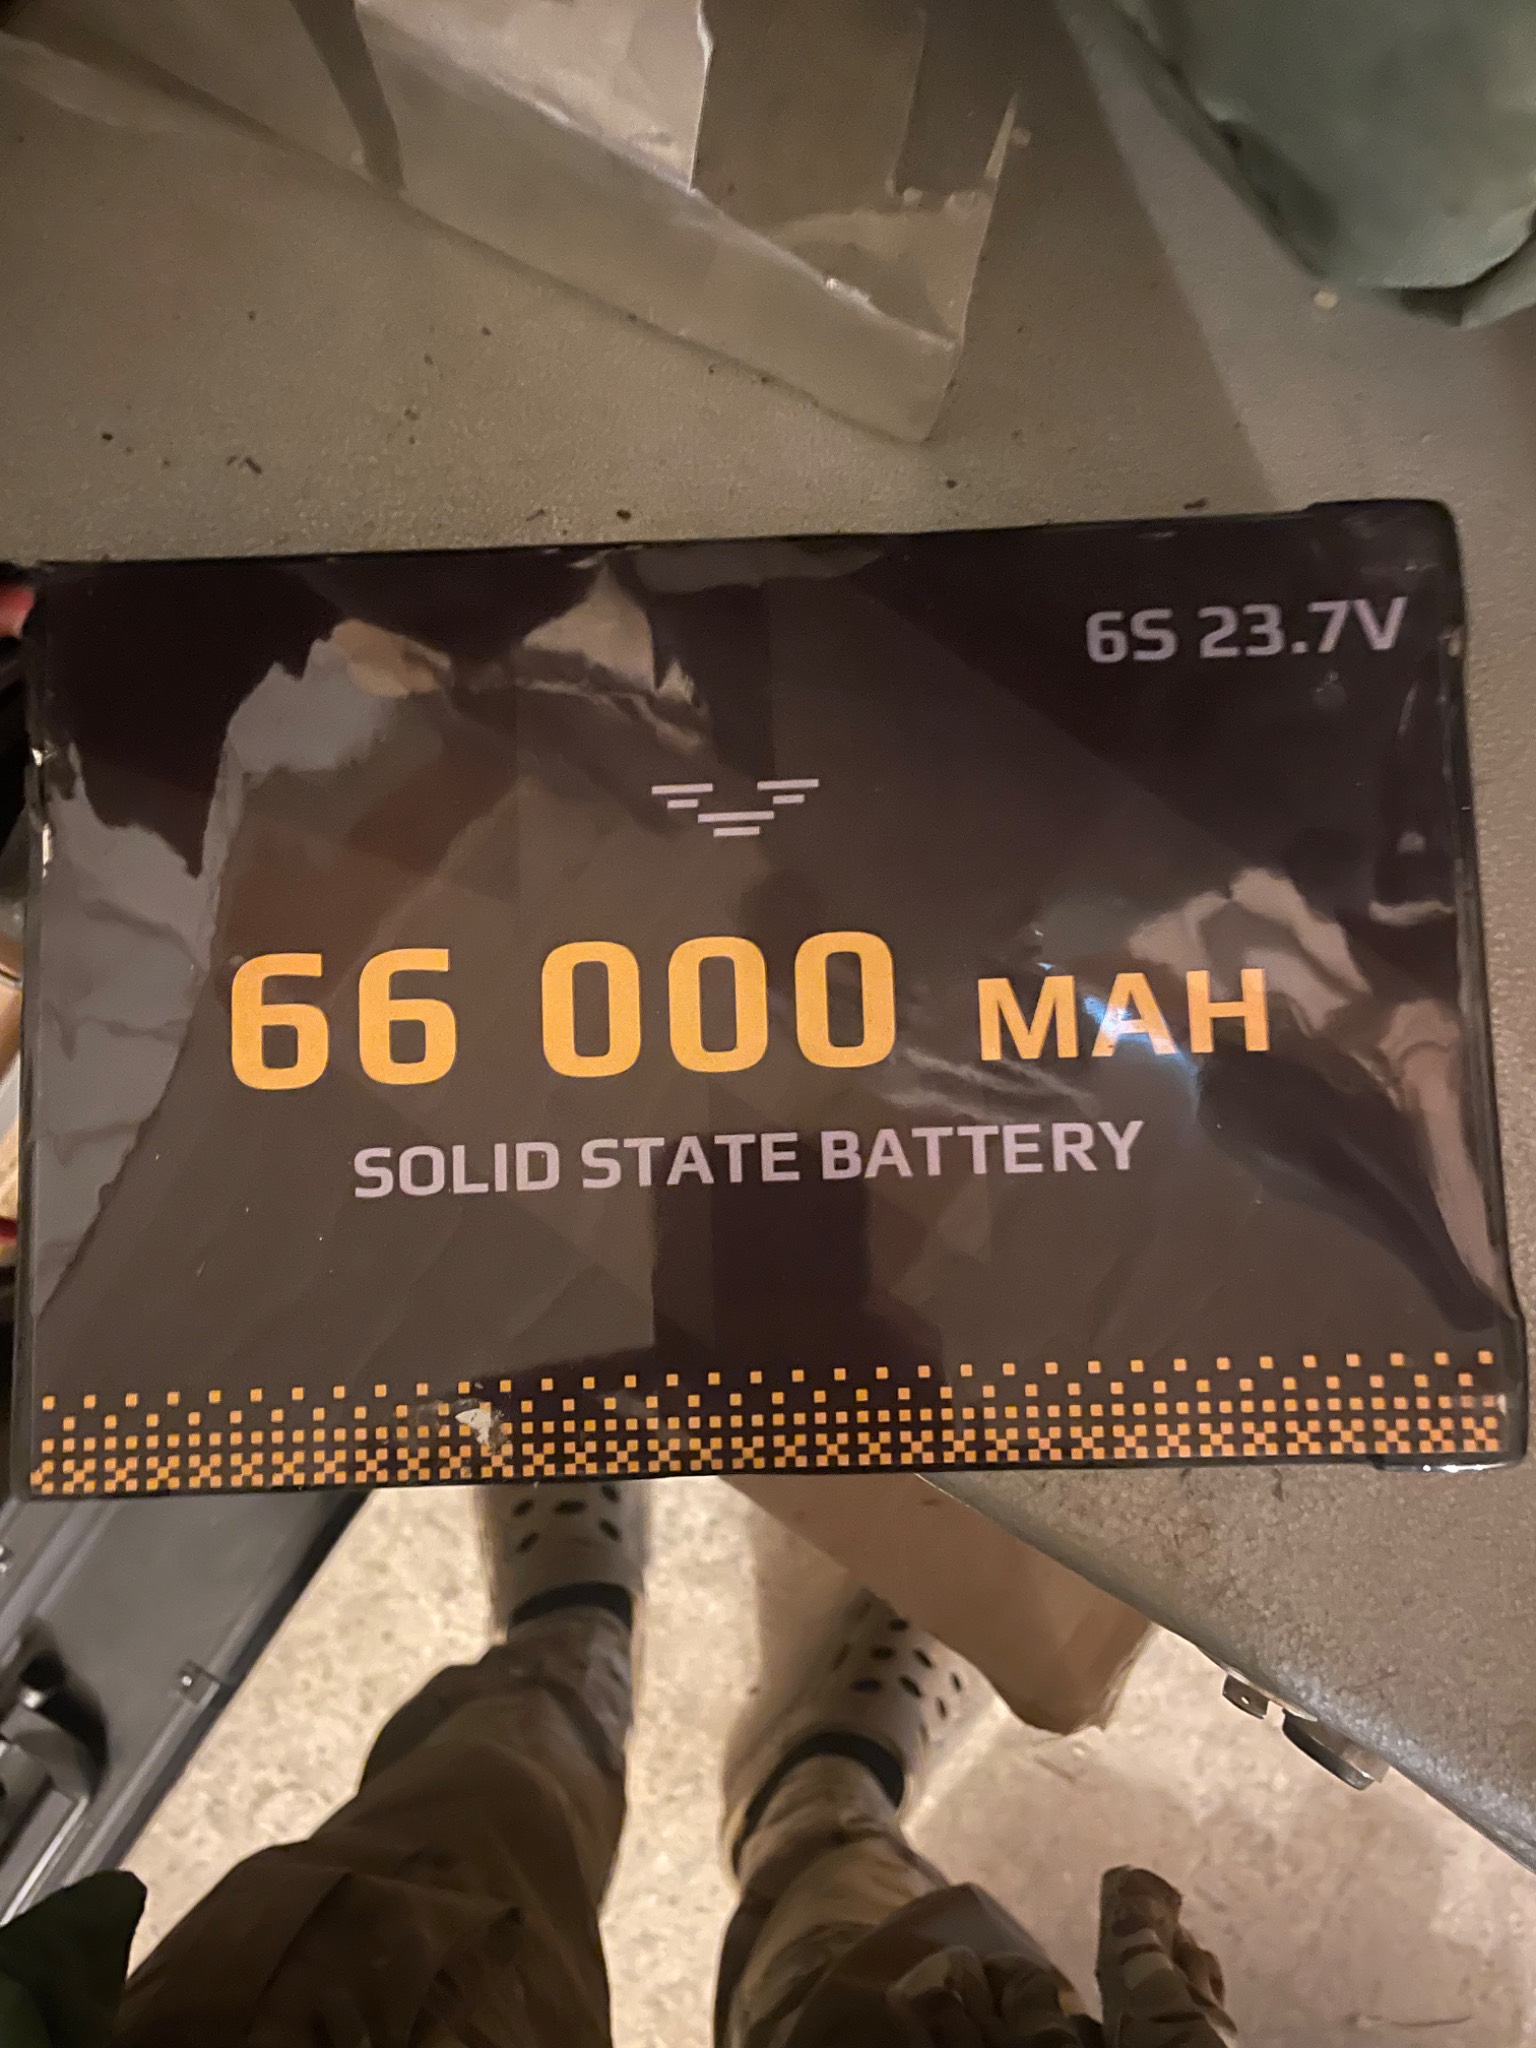 6S 23.7V
66 000 MAH
SOLID STATE BATTERY